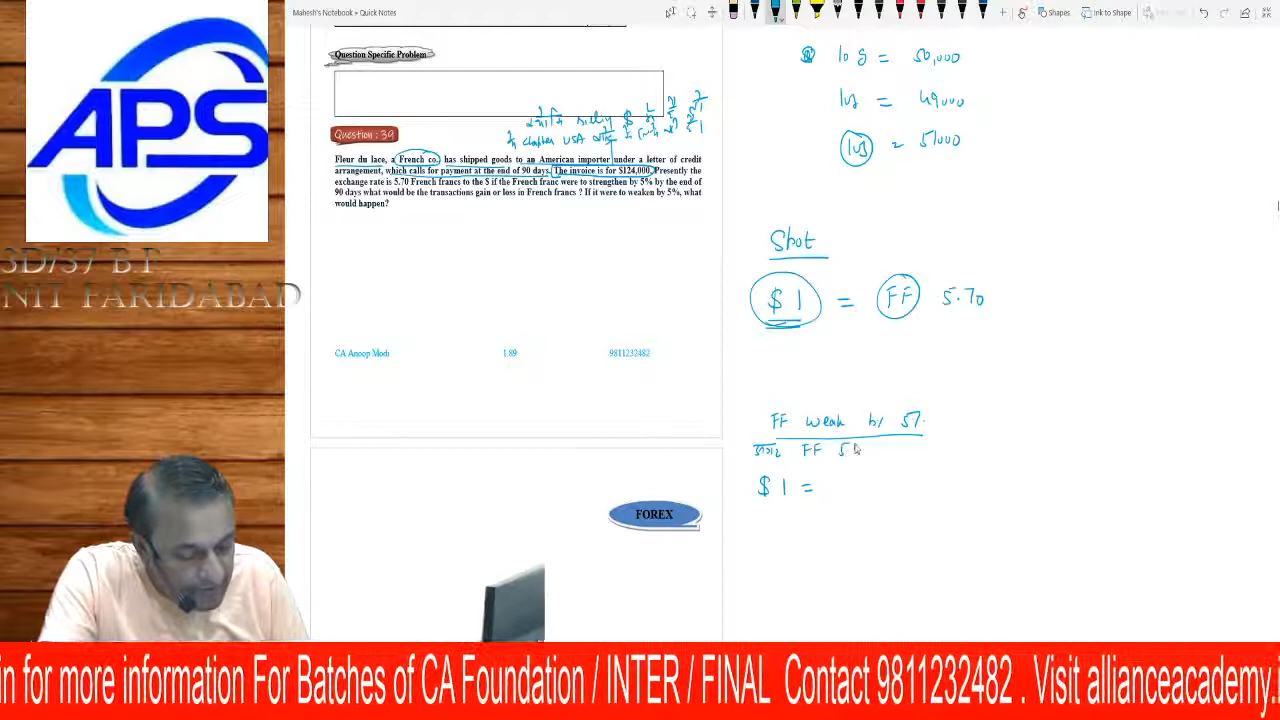 Mahesh's Notebook » Quick Notes
Shapes
Ink to Shape
APS
3D/37 B.P.
NIT FARIDABAD
Question Specific Problem
$
chapter USA
Question : 39
Fleur du lace, a French co. has shipped goods to an American importer under a letter of credit
arrangement, which calls for payment at the end of 90 days. The invoice is for $124,000. Presently the
exchange rate is 5.70 French francs to the $ if the French franc were to strengthen by 5% by the end of
90 days what would be the transactions gain or loss in French francs ? If it were to weaken by 5%, what
would happen?
CA Anoop Modi
1.89
9811232482
FOREX
10 g = 50,000
10g = 49000
10g = 51000
Spot
$ 1 = FF 5.70
FF weak by 5%
FF 5
$ 1 =
in for more information For Batches of CA Foundation / INTER / FINAL Contact 9811232482 . Visit allianceacademy.i